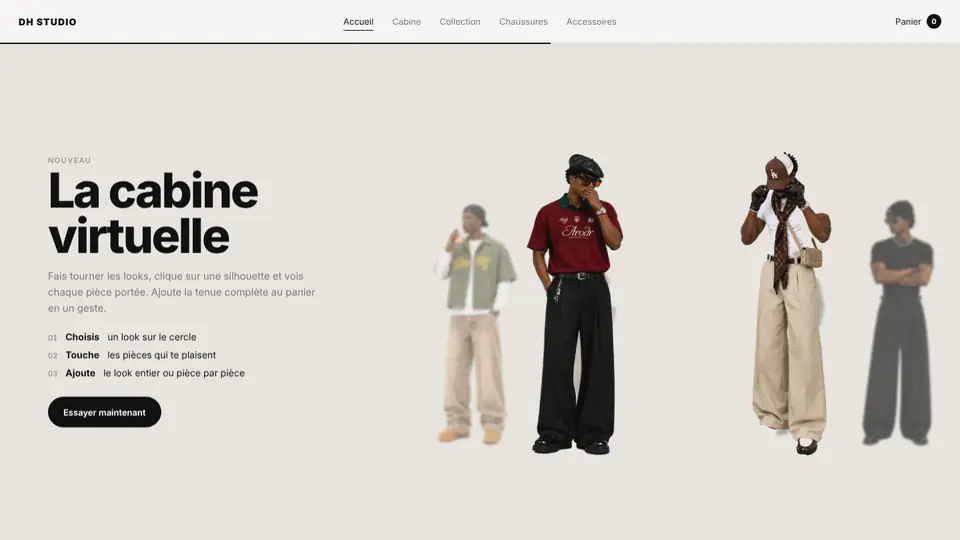 DH STUDIO
Accueil Cabine Collection Chaussures Accessoires
Panier 0
NOUVEAU
La cabine
virtuelle
Fais tourner les looks, clique sur une silhouette et vois
chaque pièce portée. Ajoute la tenue complète au panier
en un geste.
01 Choisis un look sur le cercle
02 Touche les pièces qui te plaisent
03 Ajoute le look entier ou pièce par pièce
Essayer maintenant